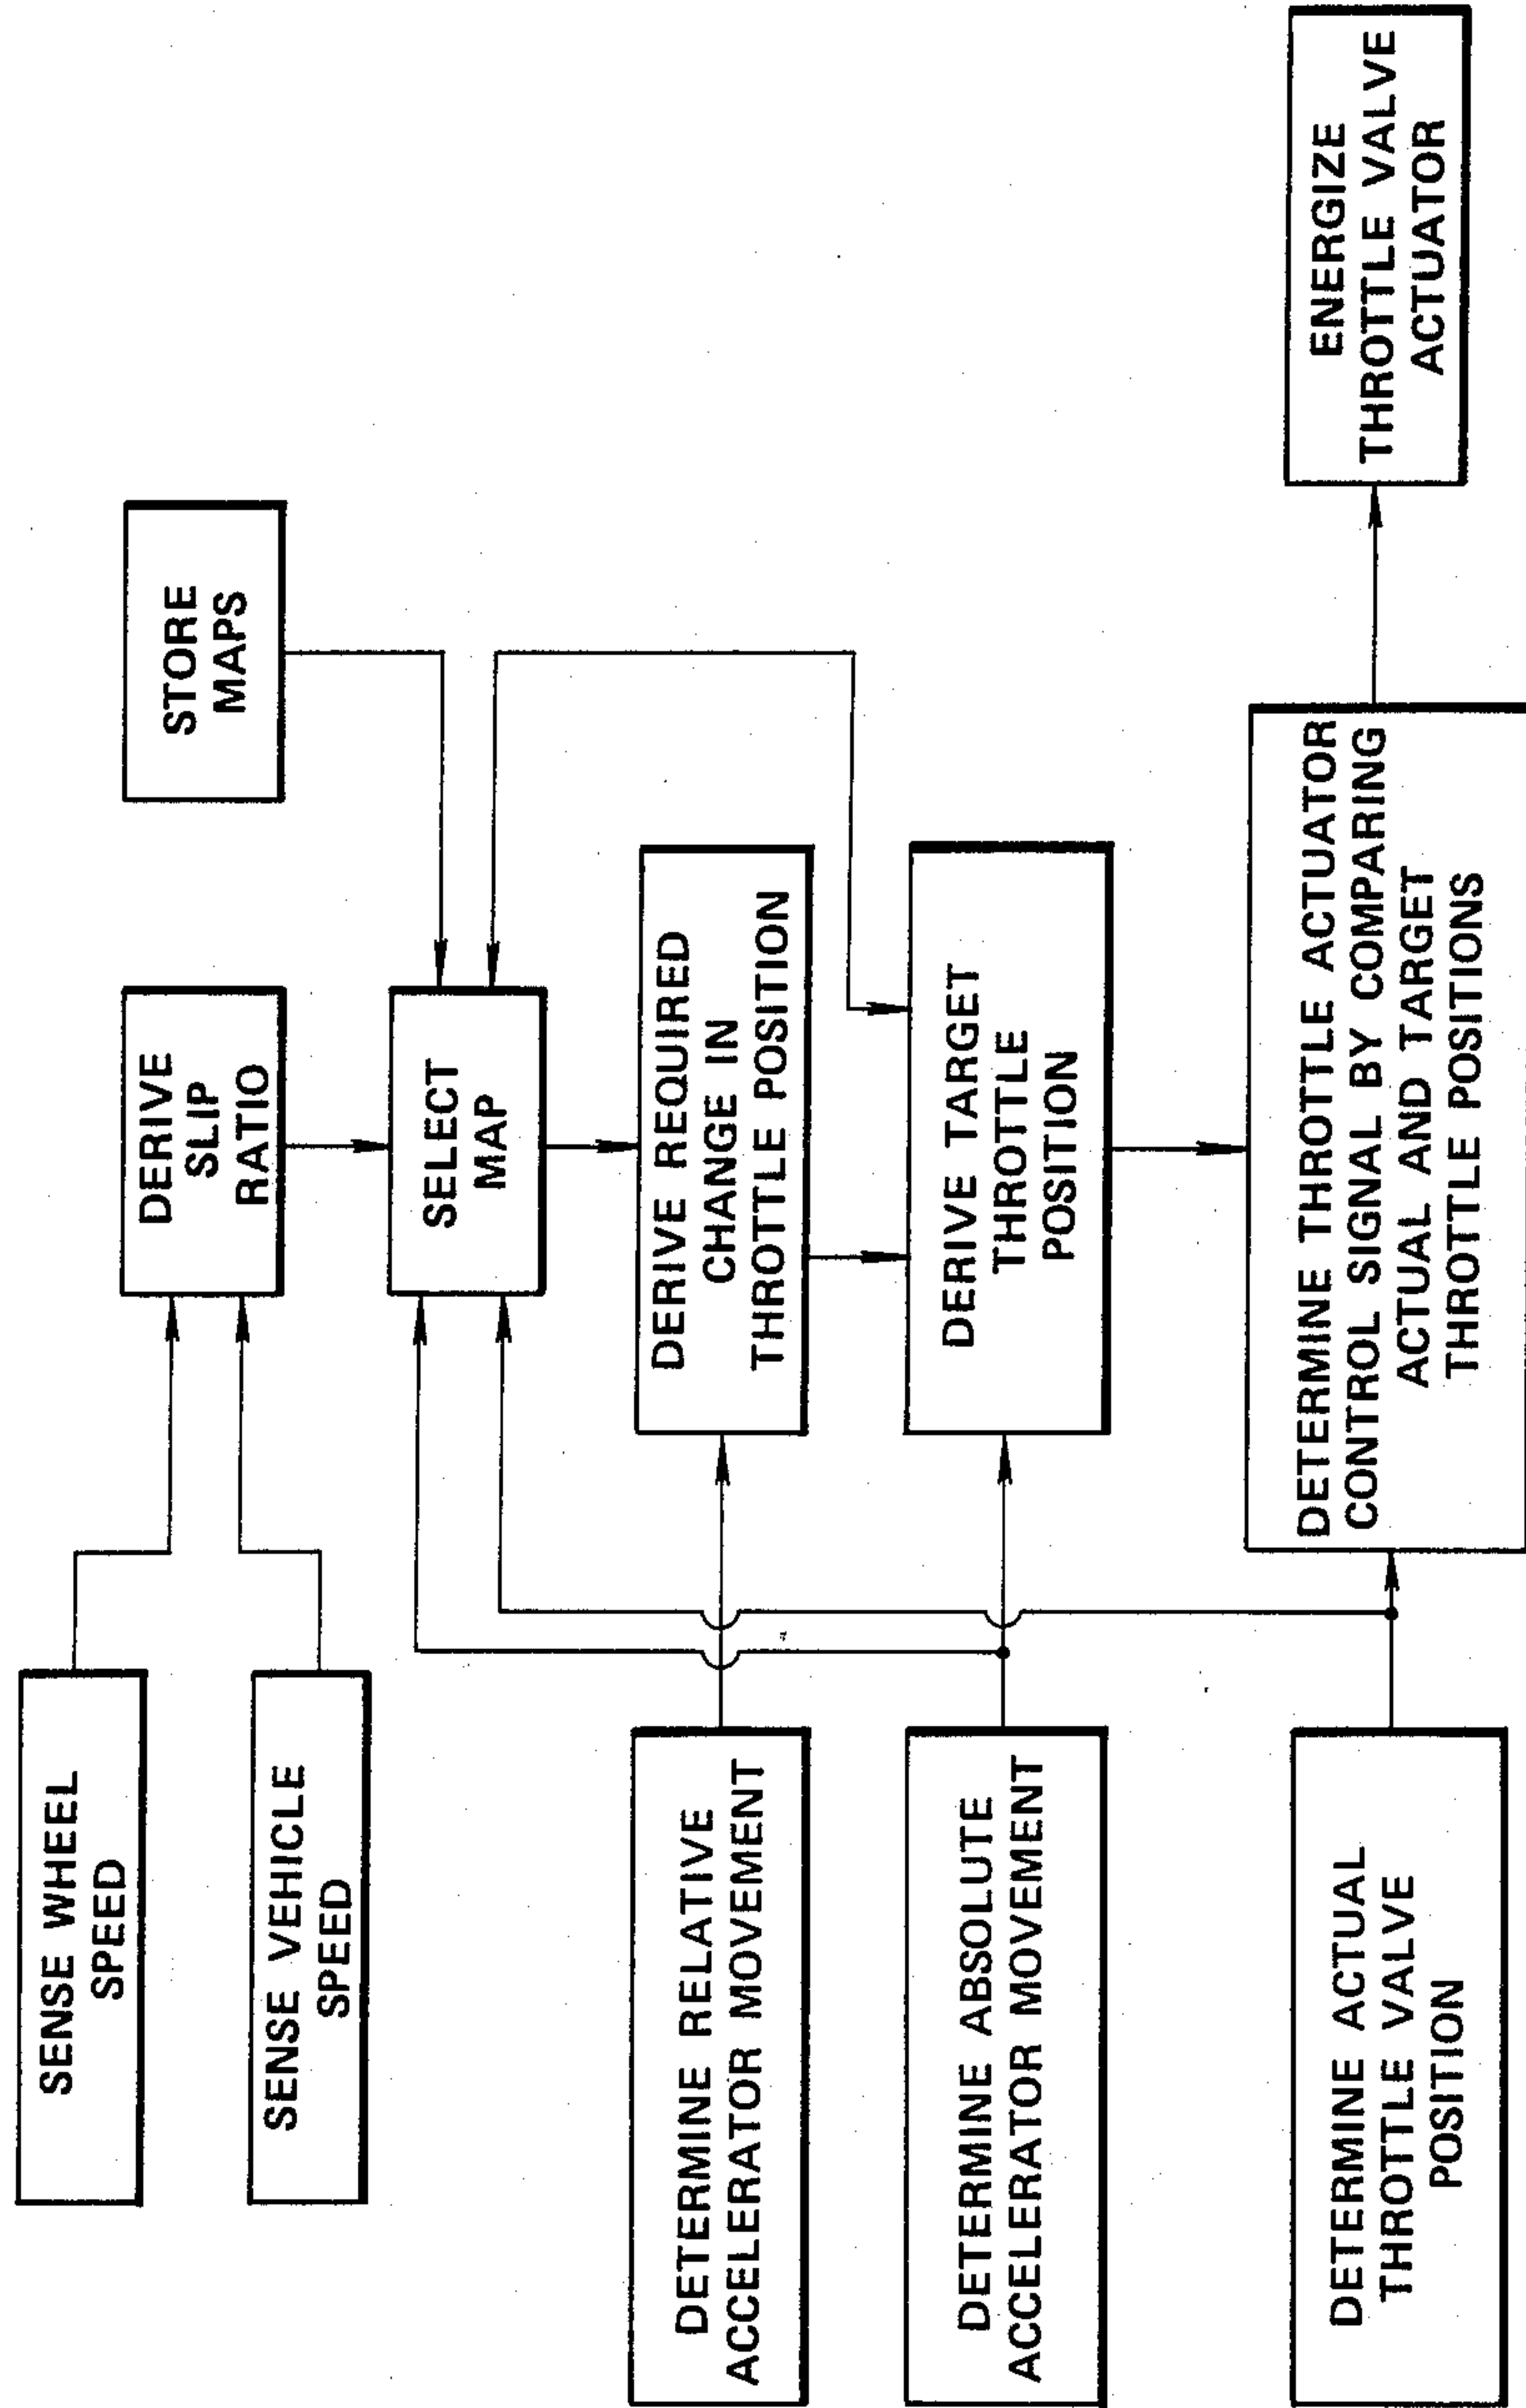 SENSE WHEEL
SPEED
SENSE VEHICLE
SPEED
DERIVE
SLIP
RATIO
STORE
MAPS
SELECT
MAP
DETERMINE RELATIVE
ACCELERATOR MOVEMENT
DERIVE REQUIRED
CHANGE IN
THROTTLE POSITION
DETERMINE ABSOLUTE
ACCELERATOR MOVEMENT
DERIVE TARGET
THROTTLE
POSITION
DETERMINE ACTUAL
THROTTLE VALVE
POSITION
DETERMINE THROTTLE ACTUATOR
CONTROL SIGNAL BY COMPARING
ACTUAL AND TARGET
THROTTLE POSITIONS
ENERGIZE
THROTTLE VALVE
ACTUATOR